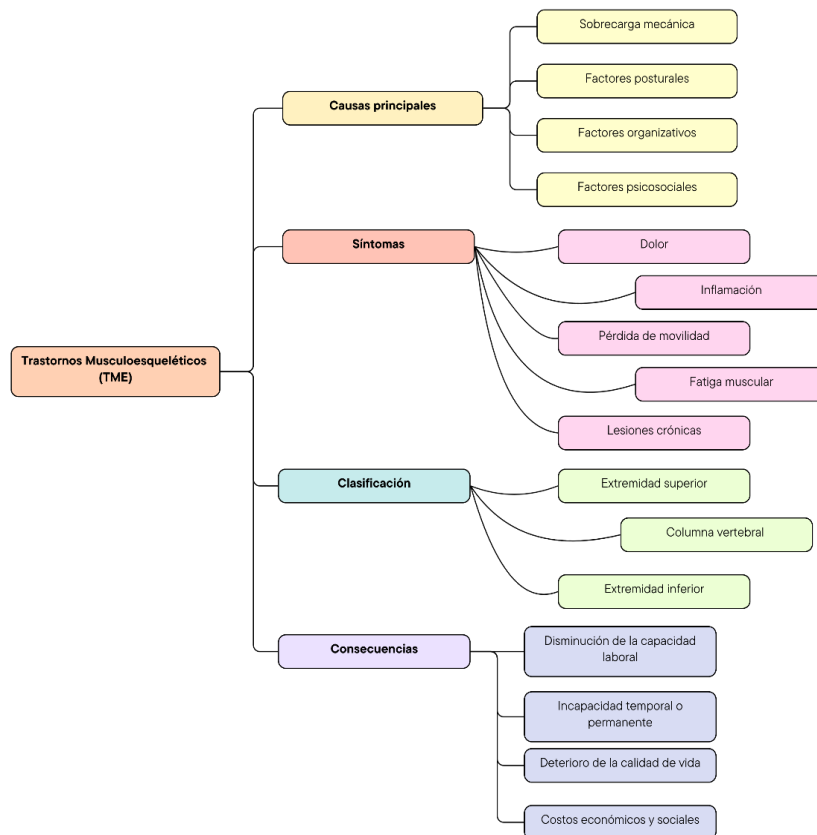 Trastornos Musculoesqueléticos
(TME)
Causas principales
Sobrecarga mecánica
Factores posturales
Factores organizativos
Factores psicosociales
Síntomas
Dolor
Inflamación
Pérdida de movilidad
Fatiga muscular
Lesiones crónicas
Clasificación
Extremidad superior
Columna vertebral
Extremidad inferior
Consecuencias
Disminución de la capacidad
laboral
Incapacidad temporal o
permanente
Deterioro de la calidad de vida
Costos económicos y sociales